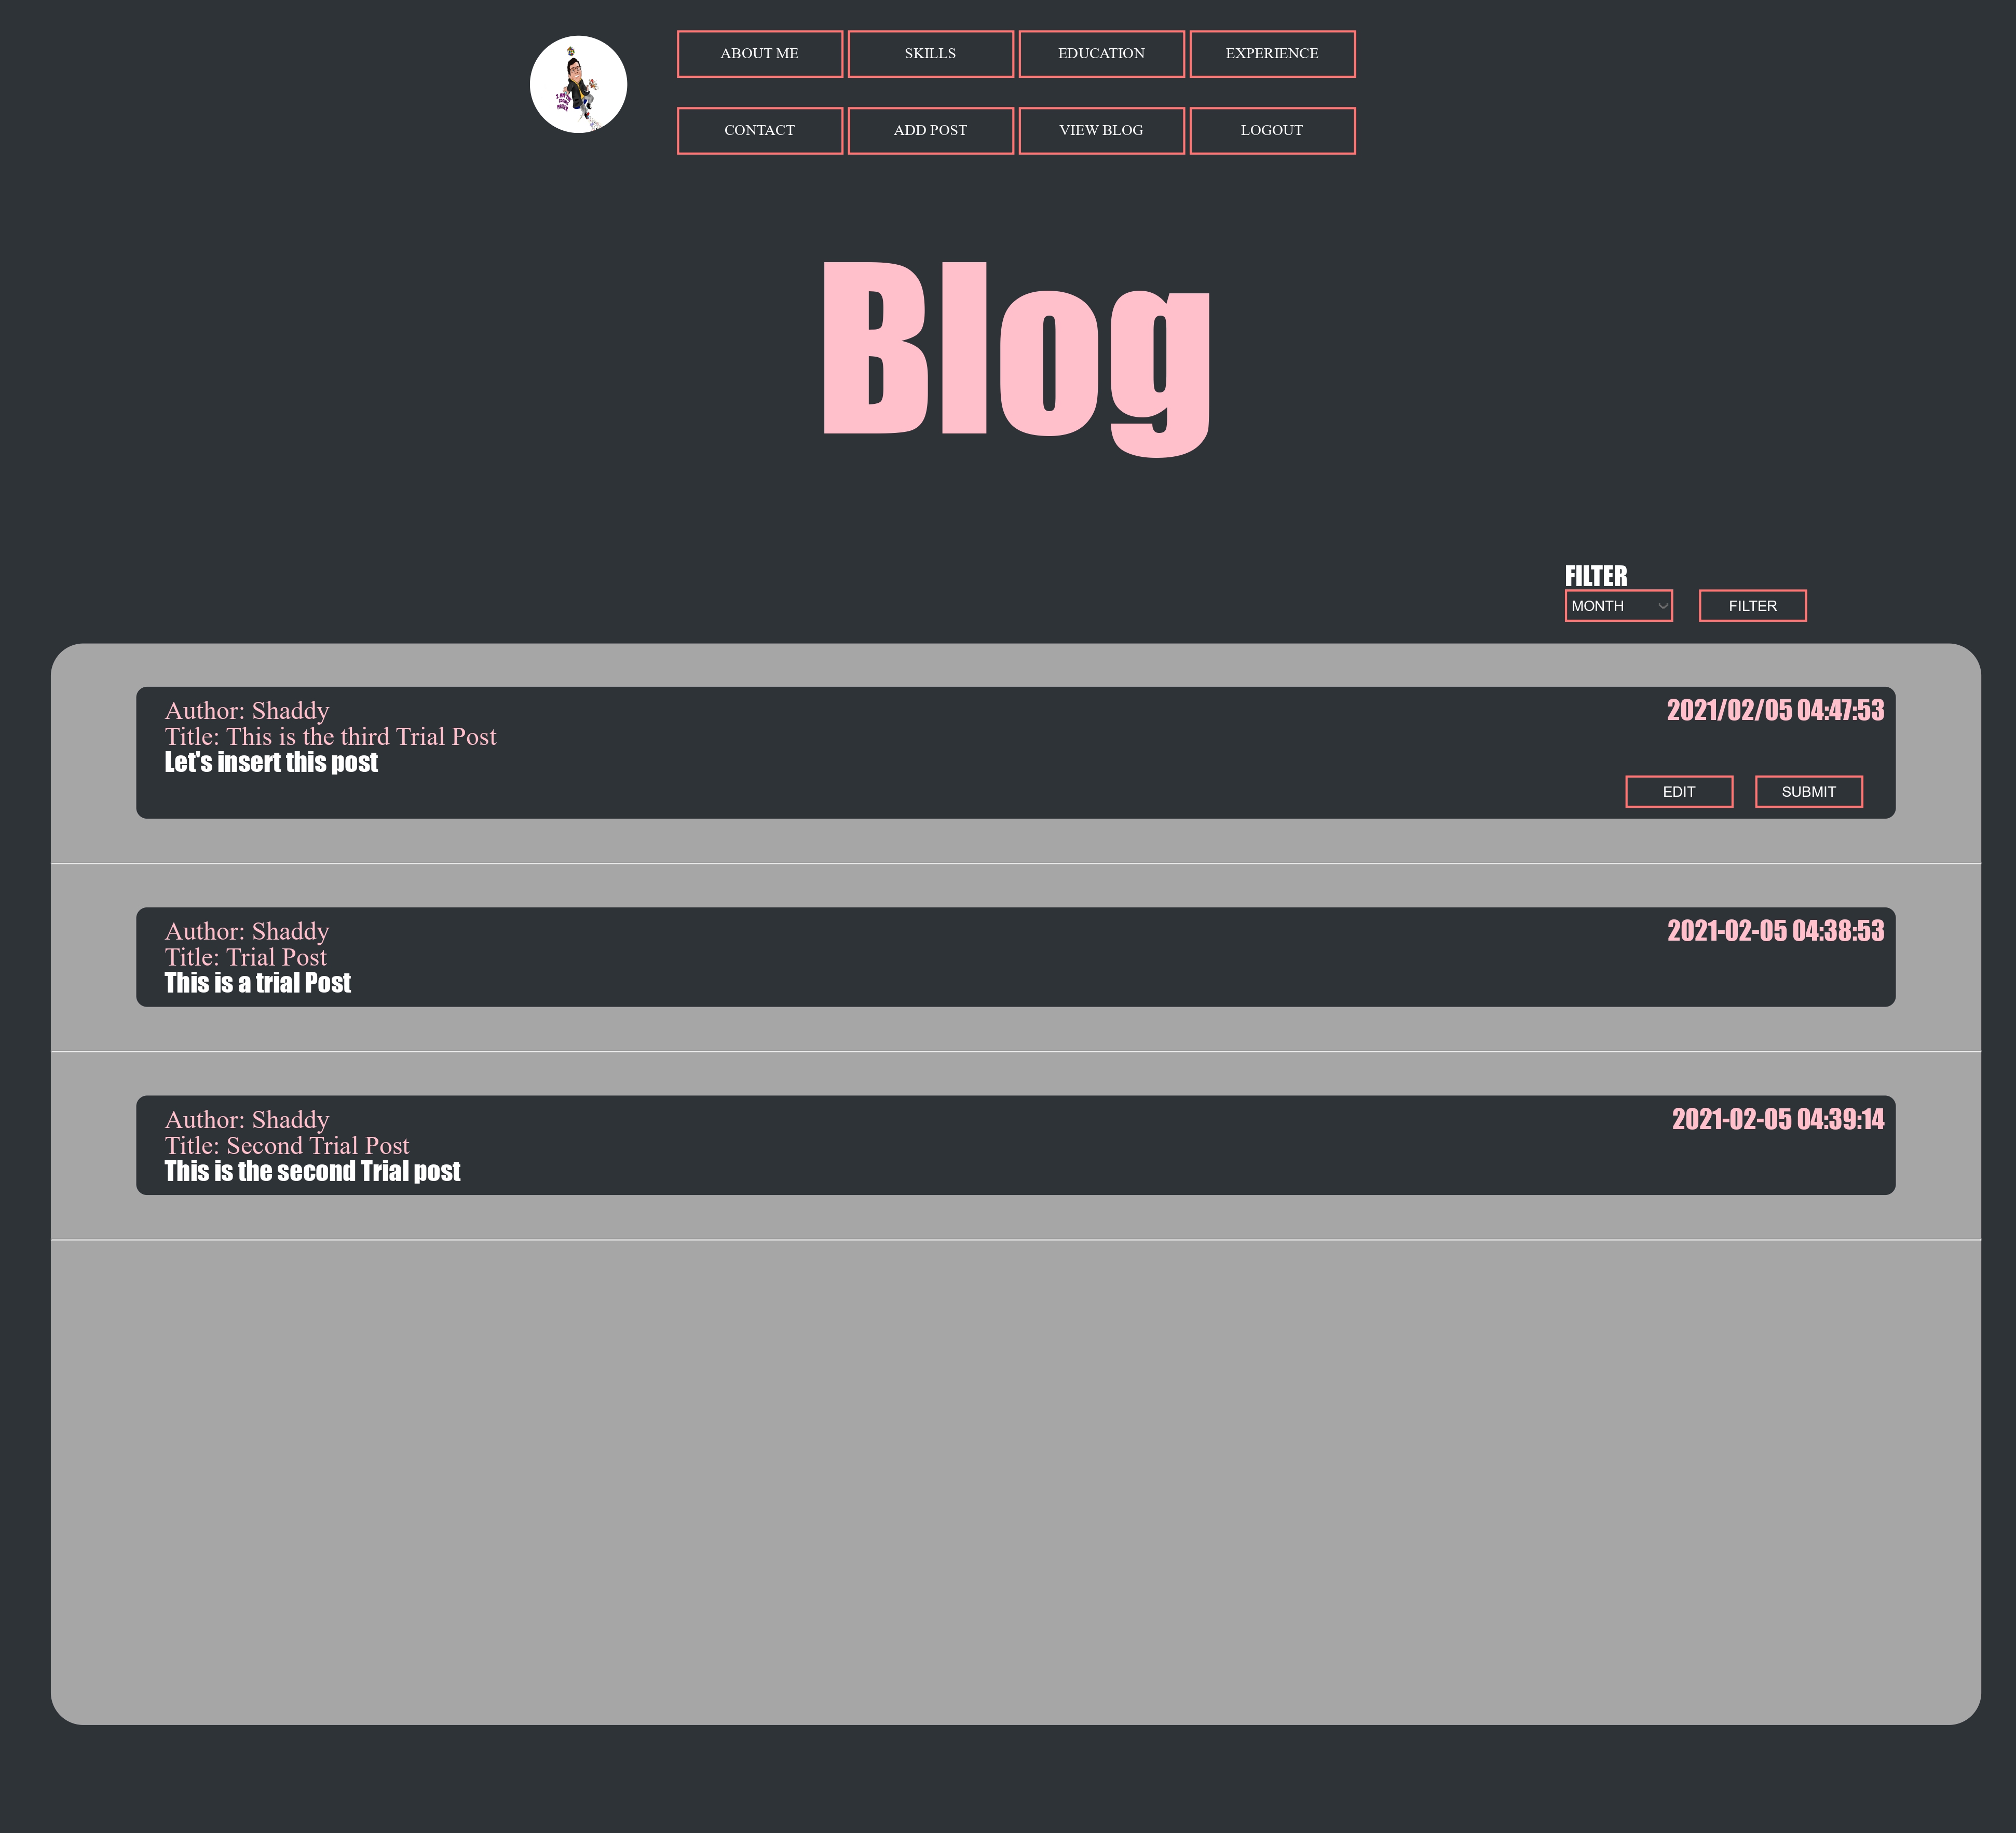 ABOUT ME SKILLS EDUCATION EXPERIENCE
CONTACT ADD POST VIEW BLOG LOGOUT
Blog
FILTER
MONTH FILTER
Author: Shaddy 2021/02/05 04:47:53
Title: This is the third Trial Post
Let's insert this post
EDIT SUBMIT
Author: Shaddy 2021-02-05 04:38:53
Title: Trial Post
This is a trial Post
Author: Shaddy 2021-02-05 04:39:14
Title: Second Trial Post
This is the second Trial post